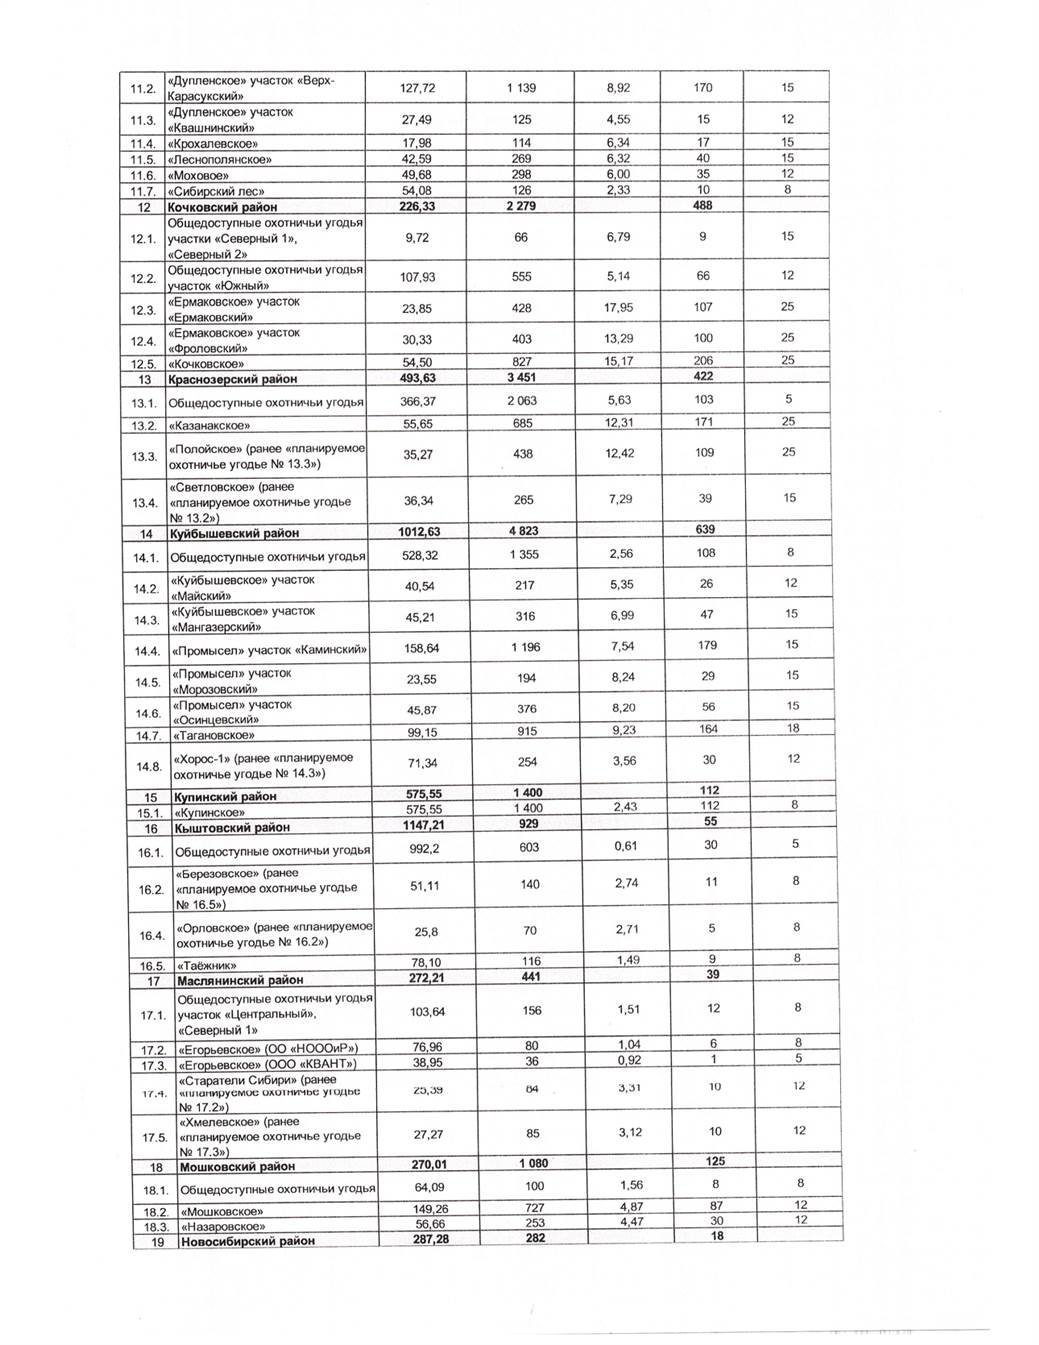 11.2. «Дупленское» участок «Верх- 127,72 1 139 8,92 170 15
Карасукский»
11.3. «Дупленское» участок 27,49 125 4,55 15 12
«Квашнинский»
11.4. «Крохалевское» 17,98 114 6,34 17 15
11.5. «Леснополянское» 42,59 269 6,32 40 15
11.6. «Моховое» 49,68 298 6,00 35 12
11.7. «Сибирский лес» 54,08 126 2,33 10 8
12 Кочковский район 226,33 2 279 488
12.1. Общедоступные охотничьи угодья 9,72 66 6,79 9 15
участки «Северный 1»,
«Северный 2»
12.2. Общедоступные охотничьи угодья 107,93 555 5,14 66 12
участок «Южный»
12.3. «Ермаковское» участок 23,85 428 17,95 107 25
«Ермаковский»
12.4. «Ермаковское» участок 30,33 403 13,29 100 25
«Фроловский»
12.5. «Кочковское» 54,50 827 15,17 206 25
13 Краснозерский район 493,63 3 451 422
13.1. Общедоступные охотничьи угодья 366,37 2 063 5,63 103 5
13.2. «Казанакское» 55,65 685 12,31 171 25
13.3. «Полойское» (ранее «планируемое 35,27 438 12,42 109 25
охотничье угодье № 13.3»)
13.4. «Светловское» (ранее 36,34 265 7,29 39 15
«планируемое охотничье угодье
№ 13.2»)
14 Куйбышевский район 1012,63 4 823 639
14.1. Общедоступные охотничьи угодья 528,32 1 355 2,56 108 8
14.2. «Куйбышевское» участок 40,54 217 5,35 26 12
«Майский»
14.3. «Куйбышевское» участок 45,21 316 6,99 47 15
«Мангазерский»
14.4. «Промысел» участок «Каминский» 158,64 1 196 7,54 179 15
14.5. «Промысел» участок 23,55 194 8,24 29 15
«Морозовский»
14.6. «Промысел» участок 45,87 376 8,20 56 15
«Осинцевский»
14.7. «Тагановское» 99,15 915 9,23 164 18
14.8. «Хорос-1» (ранее «планируемое 71,34 254 3,56 30 12
охотничье угодье № 14.3»)
15 Купинский район 575,55 1 400 112
15.1. «Купинское» 575,55 1 400 2,43 112 8
16 Кыштовский район 1147,21 929 55
16.1. Общедоступные охотничьи угодья 992,2 603 0,61 30 5
16.2. «Березовское» (ранее 51,11 140 2,74 11 8
«планируемое охотничье угодье
№ 16.5»)
16.4. «Орловское» (ранее «планируемое 25,8 70 2,71 5 8
охотничье угодье № 16.2»)
16.5. «Таёжник» 78,10 116 1,49 9 8
17 Маслянинский район 272,21 441 39
17.1. Общедоступные охотничьи угодья 103,64 156 1,51 12 8
участок «Центральный»,
«Северный 1»
17.2. «Егорьевское» (ОО «НОООиР») 76,96 80 1,04 6 8
17.3. «Егорьевское» (ООО «КВАНТ») 38,95 36 0,92 1 5
17.4. «Старатели Сибири» (ранее 25,39 84 3,31 10 12
«планируемое охотничье угодье
№ 17.2»)
17.5. «Хмелевское» (ранее 27,27 85 3,12 10 12
«планируемое охотничье угодье
№ 17.3»)
18 Мошковский район 270,01 1 080 125
18.1. Общедоступные охотничьи угодья 64,09 100 1,56 8 8
18.2. «Мошковское» 149,26 727 4,87 87 12
18.3. «Назаровское» 56,66 253 4,47 30 12
19 Новосибирский район 287,28 282 18